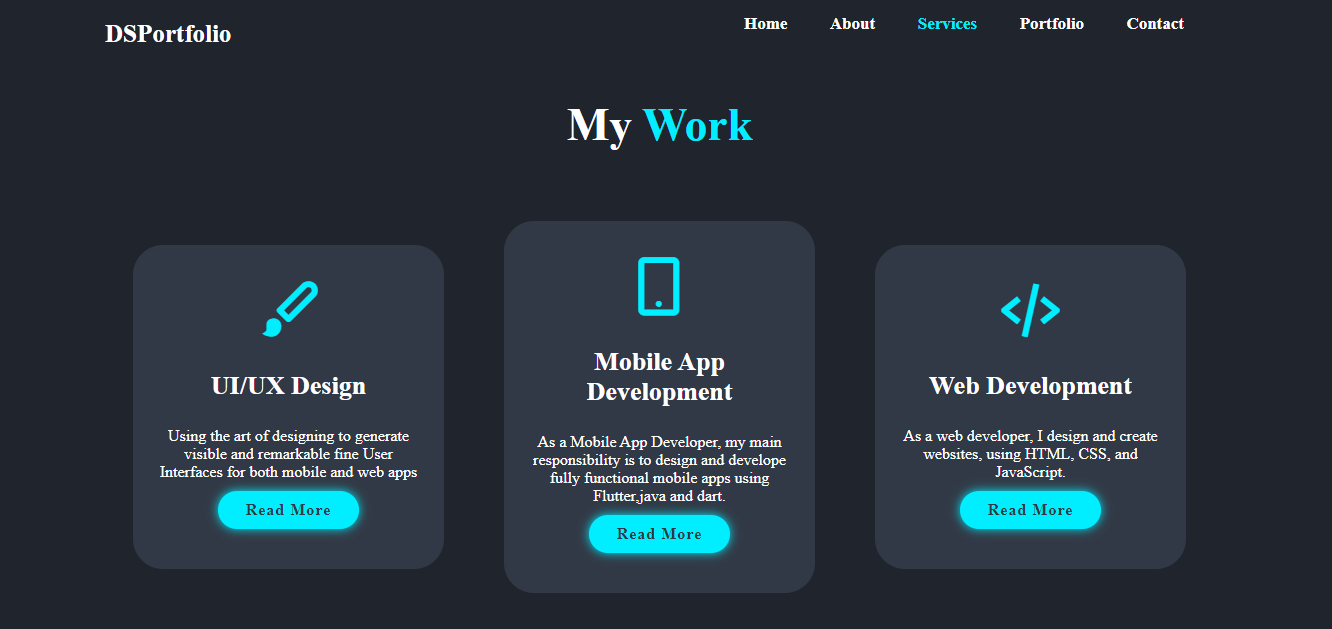 DSPortfolio
Home About Services Portfolio Contact
My Work
UI/UX Design
Using the art of designing to generate
visible and remarkable fine User
Interfaces for both mobile and web apps
Read More
Mobile App
Development
As a Mobile App Developer, my main
responsibility is to design and develope
fully functional mobile apps using
Flutter,java and dart.
Read More
Web Development
As a web developer, I design and create
websites, using HTML, CSS, and
JavaScript.
Read More